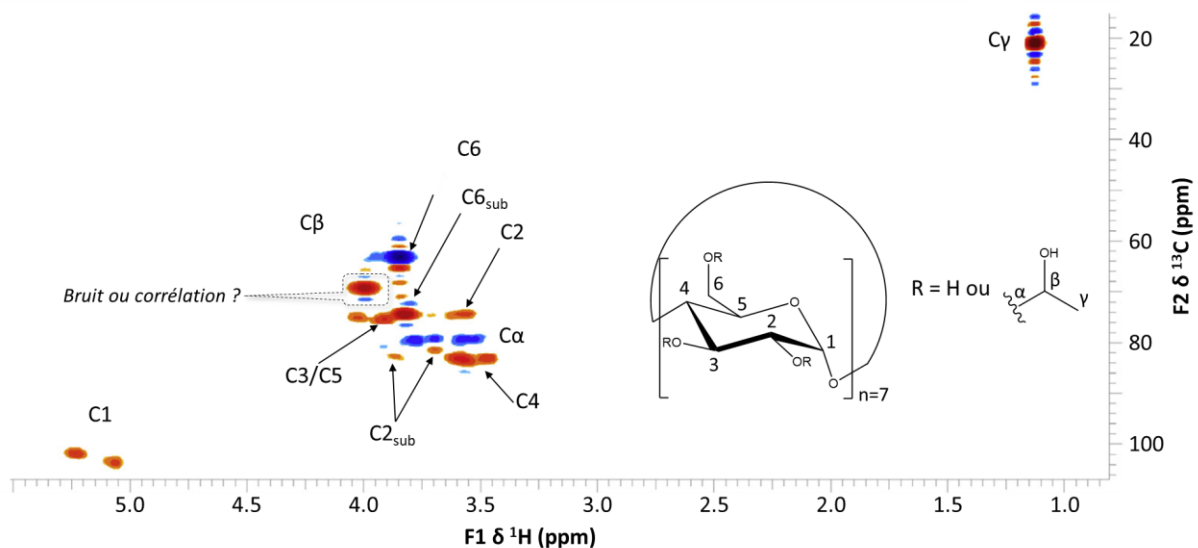 Cγ
20
40
C6
C6sub
Cβ
C2
60
Bruit ou corrélation ?
Cα
80
C3/C5
C4
C2sub
C1
100
OR
6
4
5
O
2
1
RO
3
OR
O
n=7
R = H ou
OH
α
β
γ
F2 δ ¹³C (ppm)
5.0 4.5 4.0 3.5 3.0 2.5 2.0 1.5 1.0
F1 δ ¹H (ppm)